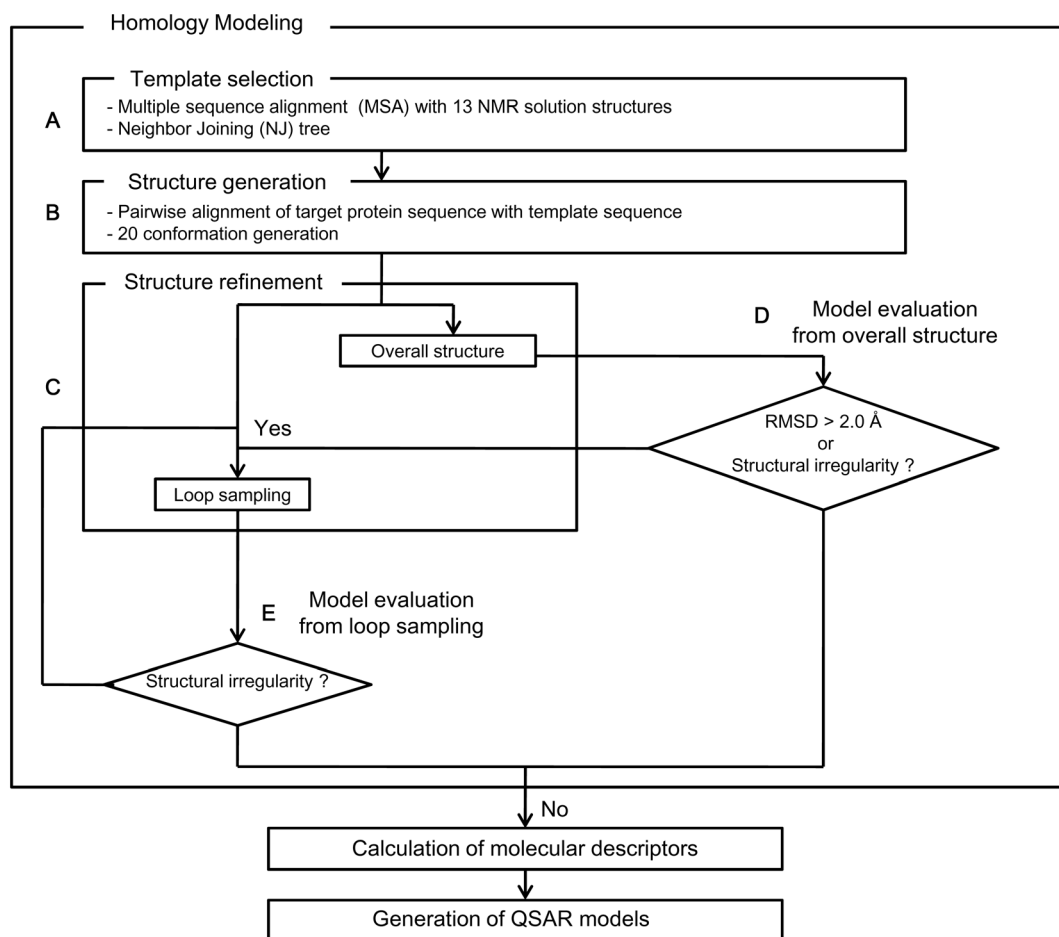 Homology Modeling
Template selection
A
- Multiple sequence alignment (MSA) with 13 NMR solution structures
- Neighbor Joining (NJ) tree
Structure generation
B
- Pairwise alignment of target protein sequence with template sequence
- 20 conformation generation
Structure refinement
C
Overall structure
D
Model evaluation
from overall structure
RMSD > 2.0 Å
or
Structural irregularity ?
Yes
Loop sampling
E
Model evaluation
from loop sampling
Structural irregularity ?
No
Calculation of molecular descriptors
Generation of QSAR models